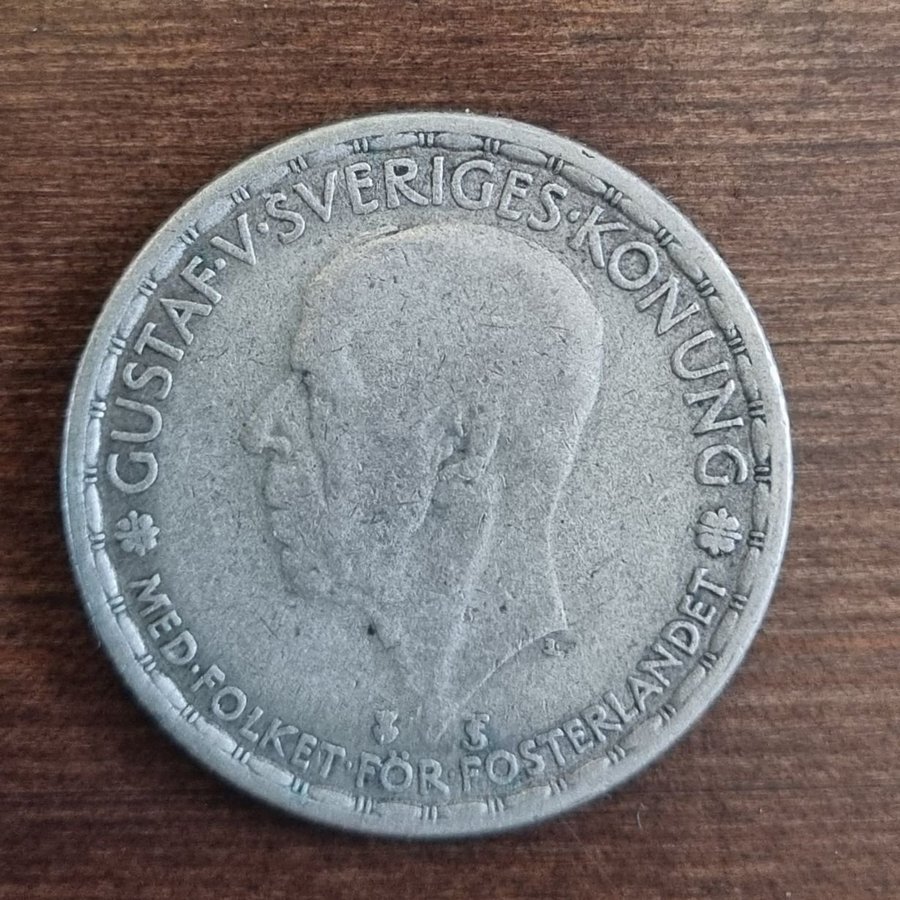 GUSTAF·V·SVERIGES·KONUNG
MED·FOLKET·FÖR·FOSTERLANDET